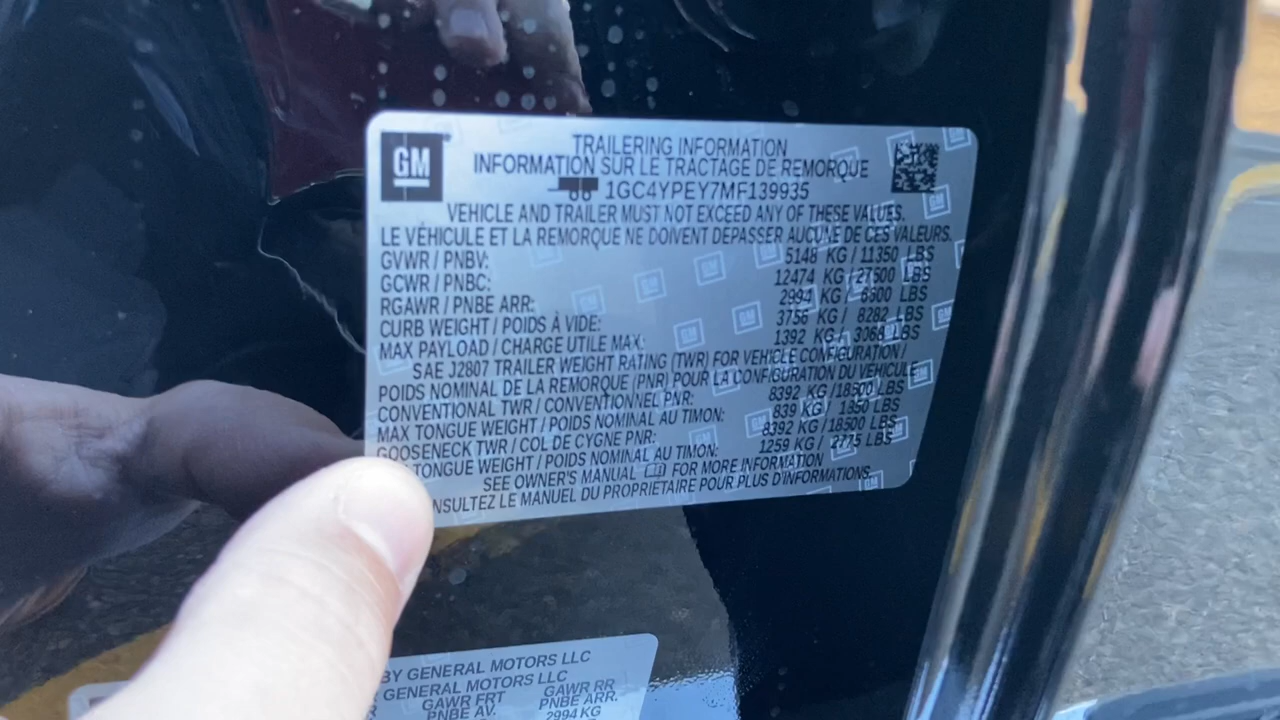 GM
TRAILERING INFORMATION
INFORMATION SUR LE TRACTAGE DE REMORQUE
1GC4YPEY7MF139935
VEHICLE AND TRAILER MUST NOT EXCEED ANY OF THESE VALUES.
LE VÉHICULE ET LA REMORQUE NE DOIVENT DÉPASSER AUCUNE DE CES VALEURS.
GVWR / PNBV: 5148 KG / 11350 LBS
GCWR / PNBC: 12474 KG / 27500 LBS
RGAWR / PNBE ARR: 2994 KG / 6600 LBS
CURB WEIGHT / POIDS À VIDE: 3756 KG / 8282 LBS
MAX PAYLOAD / CHARGE UTILE MAX: 1392 KG / 3068 LBS
SAE J2807 TRAILER WEIGHT RATING (TWR) FOR VEHICLE CONFIGURATION /
POIDS NOMINAL DE LA REMORQUE (PNR) POUR LA CONFIGURATION DU VÉHICULE
CONVENTIONAL TWR / CONVENTIONNEL PNR: 8392 KG / 18500 LBS
MAX TONGUE WEIGHT / POIDS NOMINAL AU TIMON: 839 KG / 1850 LBS
GOOSENECK TWR / COL DE CYGNE PNR: 8392 KG / 18500 LBS
TONGUE WEIGHT / POIDS NOMINAL AU TIMON: 1259 KG / 2775 LBS
SEE OWNER'S MANUAL FOR MORE INFORMATION
NSULTEZ LE MANUEL DU PROPRIETAIRE POUR PLUS D'INFORMATIONS.
BY GENERAL MOTORS LLC
GENERAL MOTORS LLC
GAWR FRT GAWR RR
PNBE AV. PNBE ARR.
2994 KG